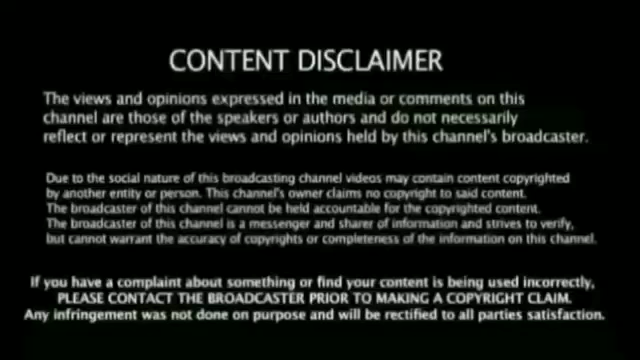 CONTENT DISCLAIMER
The views and opinions expressed in the media or comments on this
channel are those of the speakers or authors and do not necessarily
reflect or represent the views and opinions held by this channel's broadcaster.
Due to the social nature of this broadcasting channel videos may contain content copyrighted
by another entity or person. This channel's owner claims no copyright to said content.
The broadcaster of this channel cannot be held accountable for the copyrighted content.
The broadcaster of this channel is a messenger and sharer of information and strives to verify,
but cannot warrant the accuracy of copyrights or completeness of the information on this channel.
If you have a complaint about something or find your content is being used incorrectly,
PLEASE CONTACT THE BROADCASTER PRIOR TO MAKING A COPYRIGHT CLAIM.
Any infringement was not done on purpose and will be rectified to all parties satisfaction.